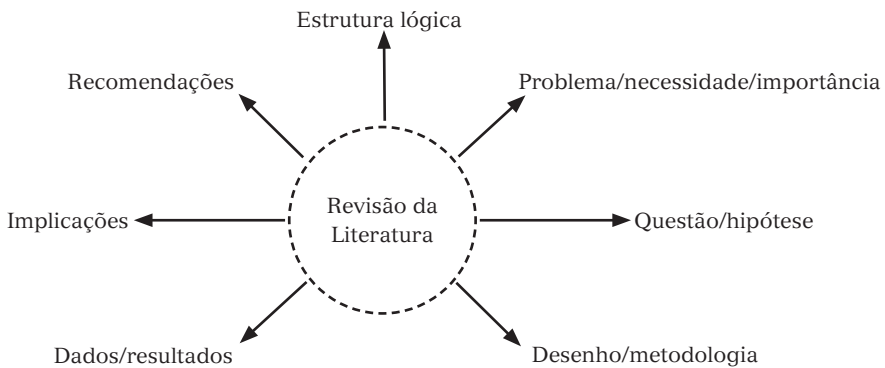 Estrutura lógica
Recomendações
Problema/necessidade/importância
Implicações
Revisão da
Literatura
Questão/hipótese
Dados/resultados
Desenho/metodologia